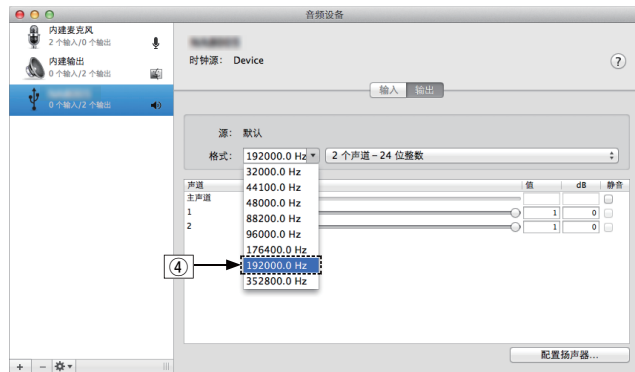 音频设备
内建麦克风
2 个输入/0 个输出
内建输出
0 个输入/2 个输出
0 个输入/2 个输出
时钟源： Device
?
输入 输出
源： 默认
格式： 192000.0 Hz 2 个声道 – 24 位整数
32000.0 Hz
44100.0 Hz
48000.0 Hz
88200.0 Hz
96000.0 Hz
176400.0 Hz
192000.0 Hz
352800.0 Hz
④
声道 值 dB 静音
主声道
1 1 0
2 1 0
配置扬声器...